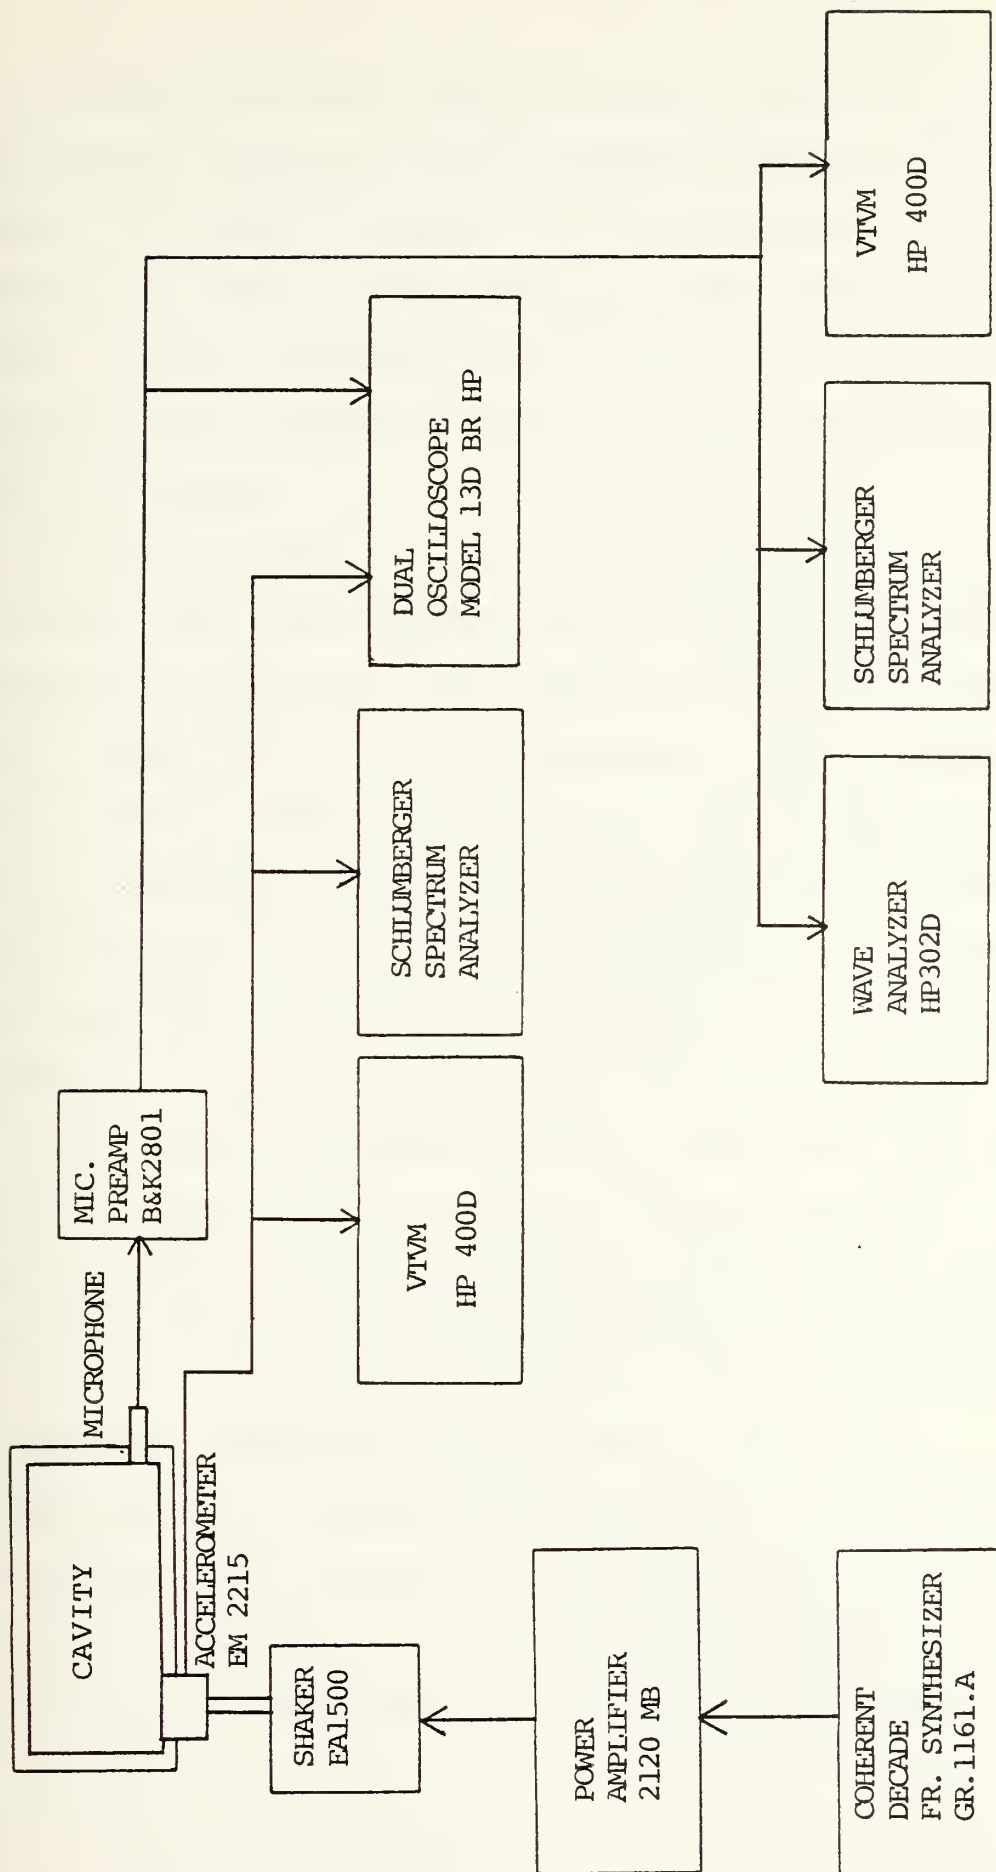 CAVITY
MICROPHONE
MIC.
PREAMP
B&K2801
ACCELEROMETER
EM 2215
SHAKER
EA1500
POWER
AMPLIFIER
2120 MB
COHERENT
DECADE
FR. SYNTHESIZER
GR.1161.A
VTVM
HP 400D
SCHLUMBERGER
SPECTRUM
ANALYZER
DUAL
OSCILLOSCOPE
MODEL 13D BR HP
WAVE
ANALYZER
HP302D
SCHLUMBERGER
SPECTRUM
ANALYZER
VTVM
HP 400D